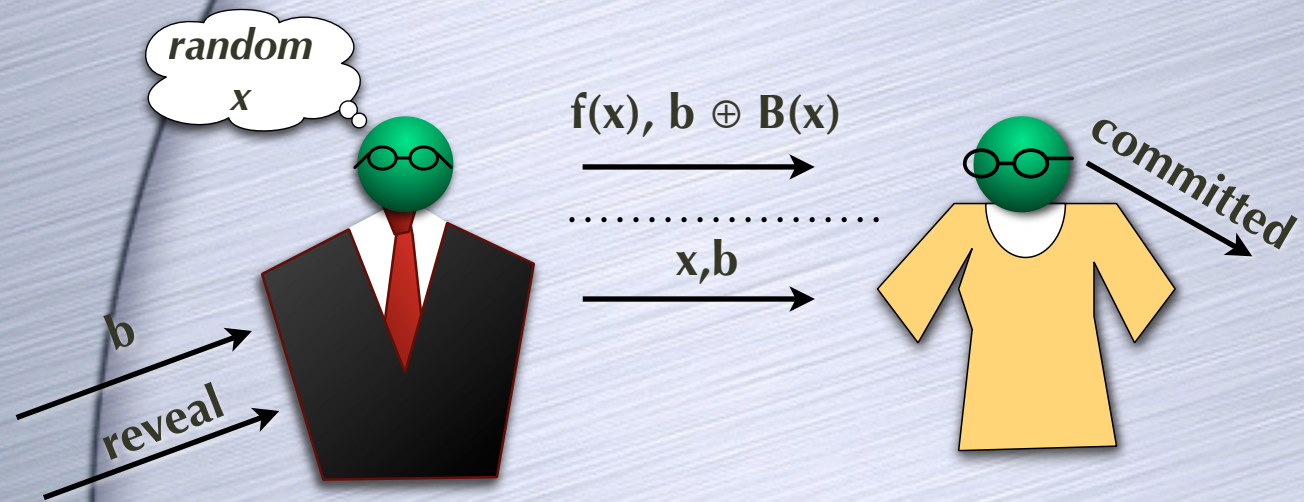 random
x
f(x), b ⊕ B(x)
committed
x,b
b
reveal